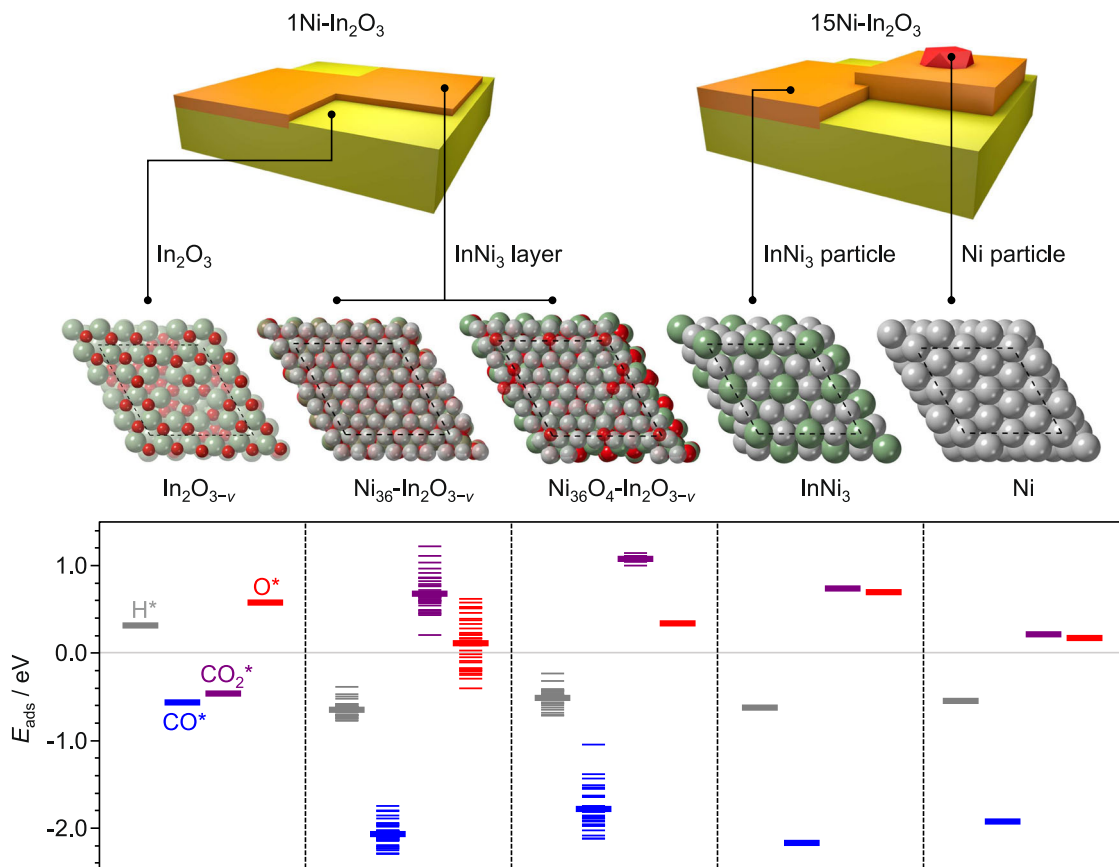 1Ni-In₂O₃
15Ni-In₂O₃
In₂O₃
InNi₃ layer
InNi₃ particle
Ni particle
In₂O₃₋ᵥ
Ni₃₆-In₂O₃₋ᵥ
Ni₃₆O₄-In₂O₃₋ᵥ
InNi₃
Ni
E_ads / eV
1.0
0.0
-1.0
-2.0
H*
CO*
CO₂*
O*